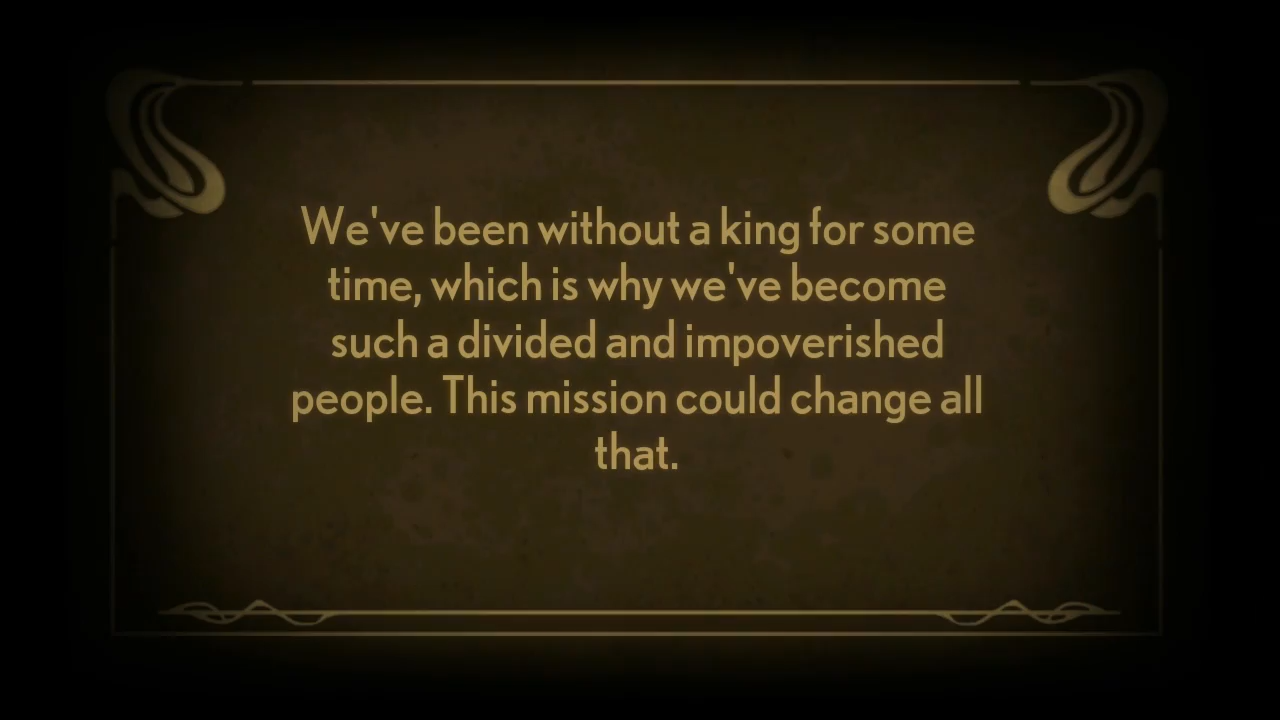 We've been without a king for some
time, which is why we've become
such a divided and impoverished
people. This mission could change all
that.